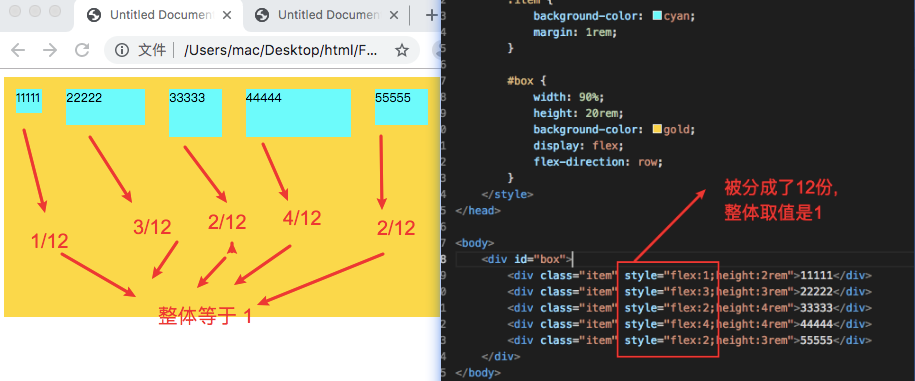 Untitled Documen
Untitled Documen
文件 | /Users/mac/Desktop/html/F...
11111 22222 33333 44444 55555
1/12 3/12 2/12 4/12 2/12
整体等于 1
.item {
background-color: cyan;
margin: 1rem;
}
#box {
width: 90%;
height: 20rem;
background-color: gold;
display: flex;
flex-direction: row;
}
</style>
</head>
<body>
<div id="box">
<div class="item" style="flex:1;height:2rem">11111</div>
<div class="item" style="flex:3;height:3rem">22222</div>
<div class="item" style="flex:2;height:4rem">33333</div>
<div class="item" style="flex:4;height:4rem">44444</div>
<div class="item" style="flex:2;height:3rem">55555</div>
</div>
</body>
被分成了12份,
整体取值是1